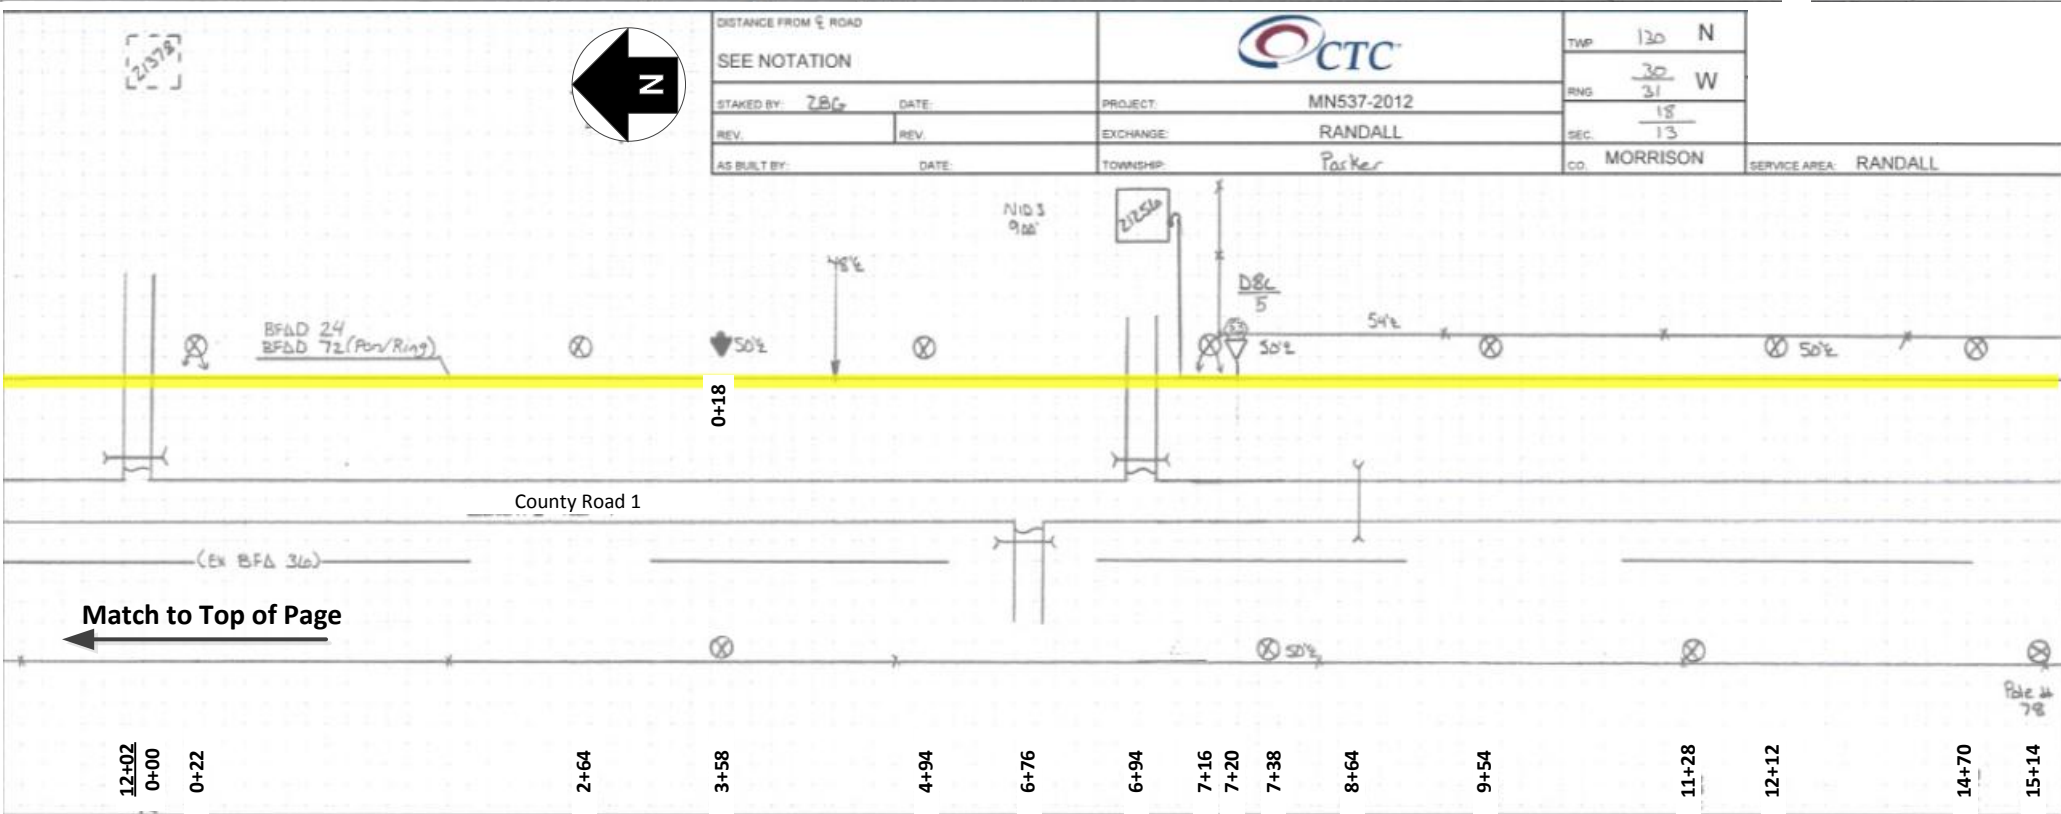 21378
N
DISTANCE FROM ℄ ROAD
SEE NOTATION
STAKED BY: ZBG DATE:
REV. REV.
AS BUILT BY: DATE:
CTC
PROJECT: MN537-2012
EXCHANGE: RANDALL
TOWNSHIP: Parker
TWP 130 N
RNG 30 31 W
SEC. 18 13
CO. MORRISON
SERVICE AREA: RANDALL
NID3
900'
21256
48'℄
D8C
5
54'℄
BFAD 24
BFAD 72 (Pon/Ring)
50'℄
53
50'℄
50'℄
0+18
County Road 1
(EX BFA 36)
Match to Top of Page
50'℄
Pole #
78
12+02
0+00
0+22
2+64
3+58
4+94
6+76
6+94
7+16
7+20
7+38
8+64
9+54
11+28
12+12
14+70
15+14